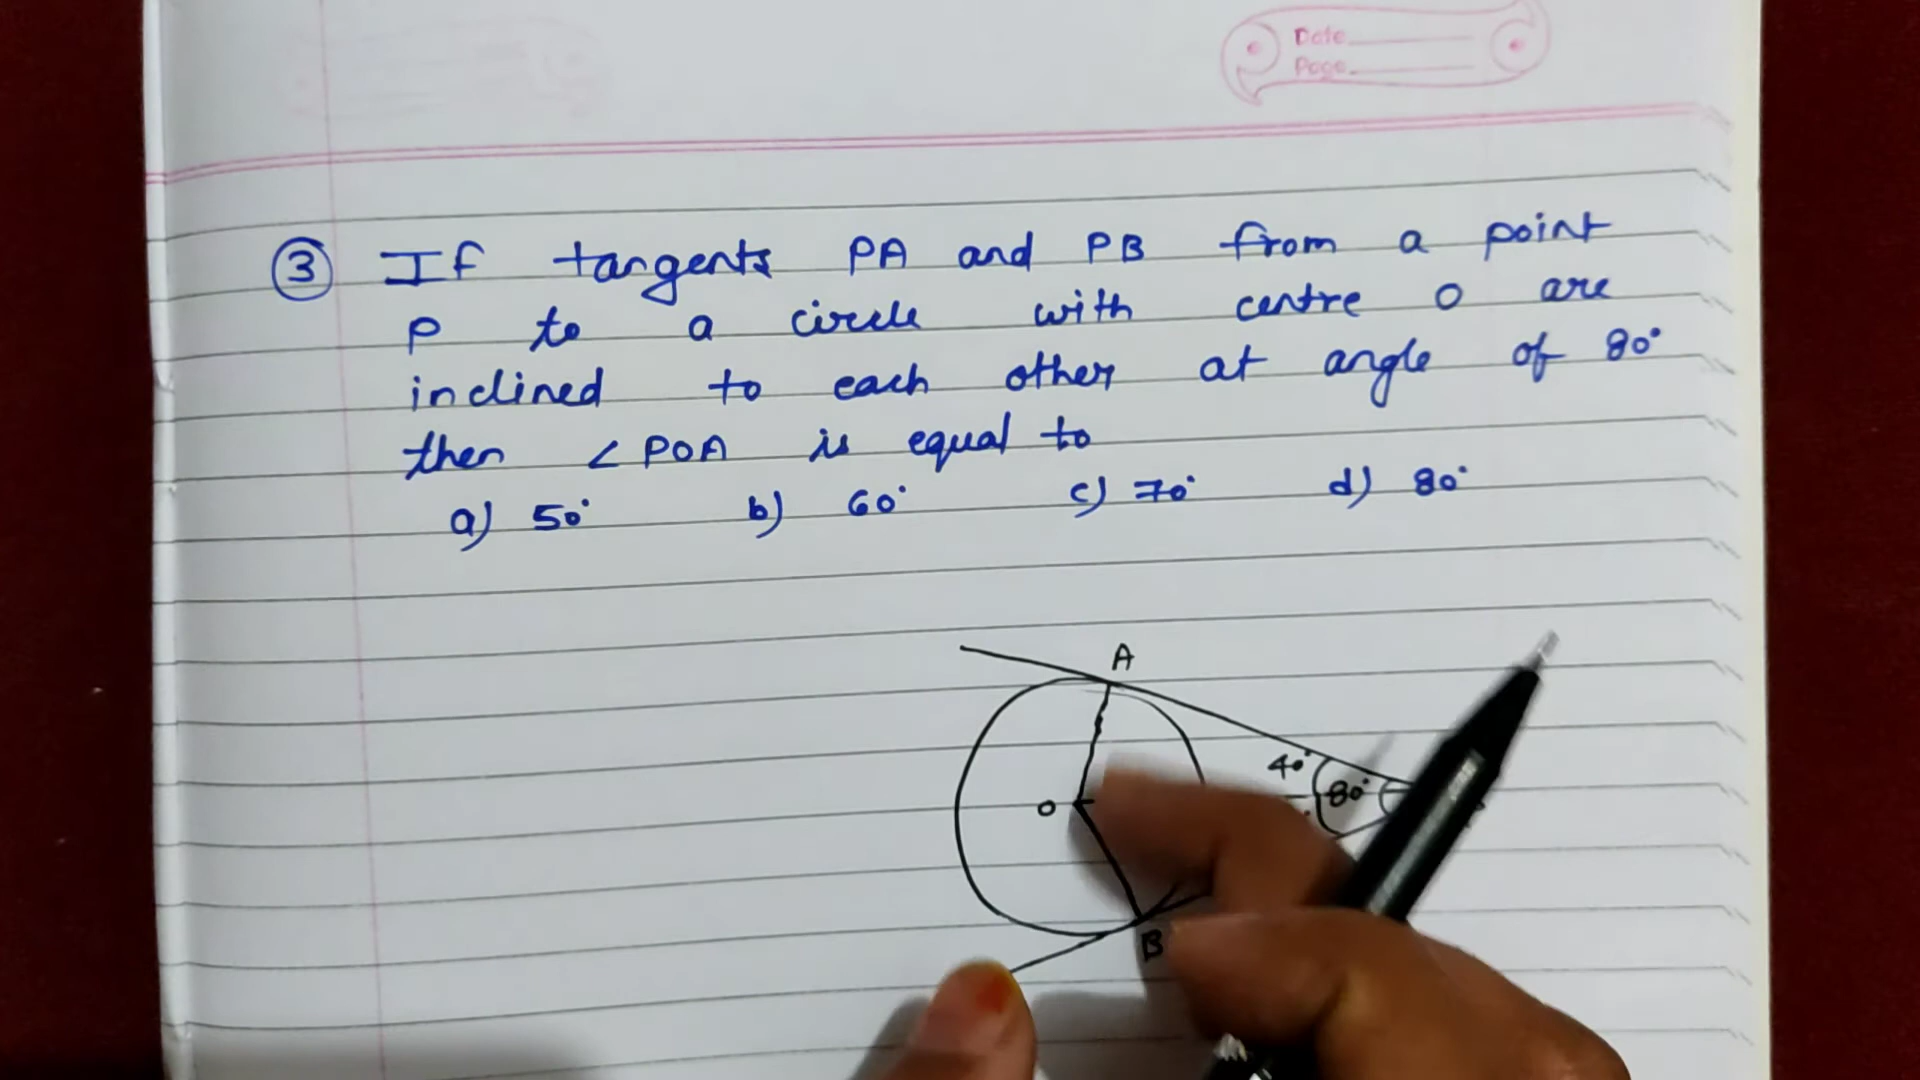 Date
Page
③ If tangents PA and PB from a point
P to a circle with centre O are
inclined to each other at angle of 80°
then ∠POA is equal to
a) 50° b) 60° c) 70° d) 80°
A
40°
80°
O
B